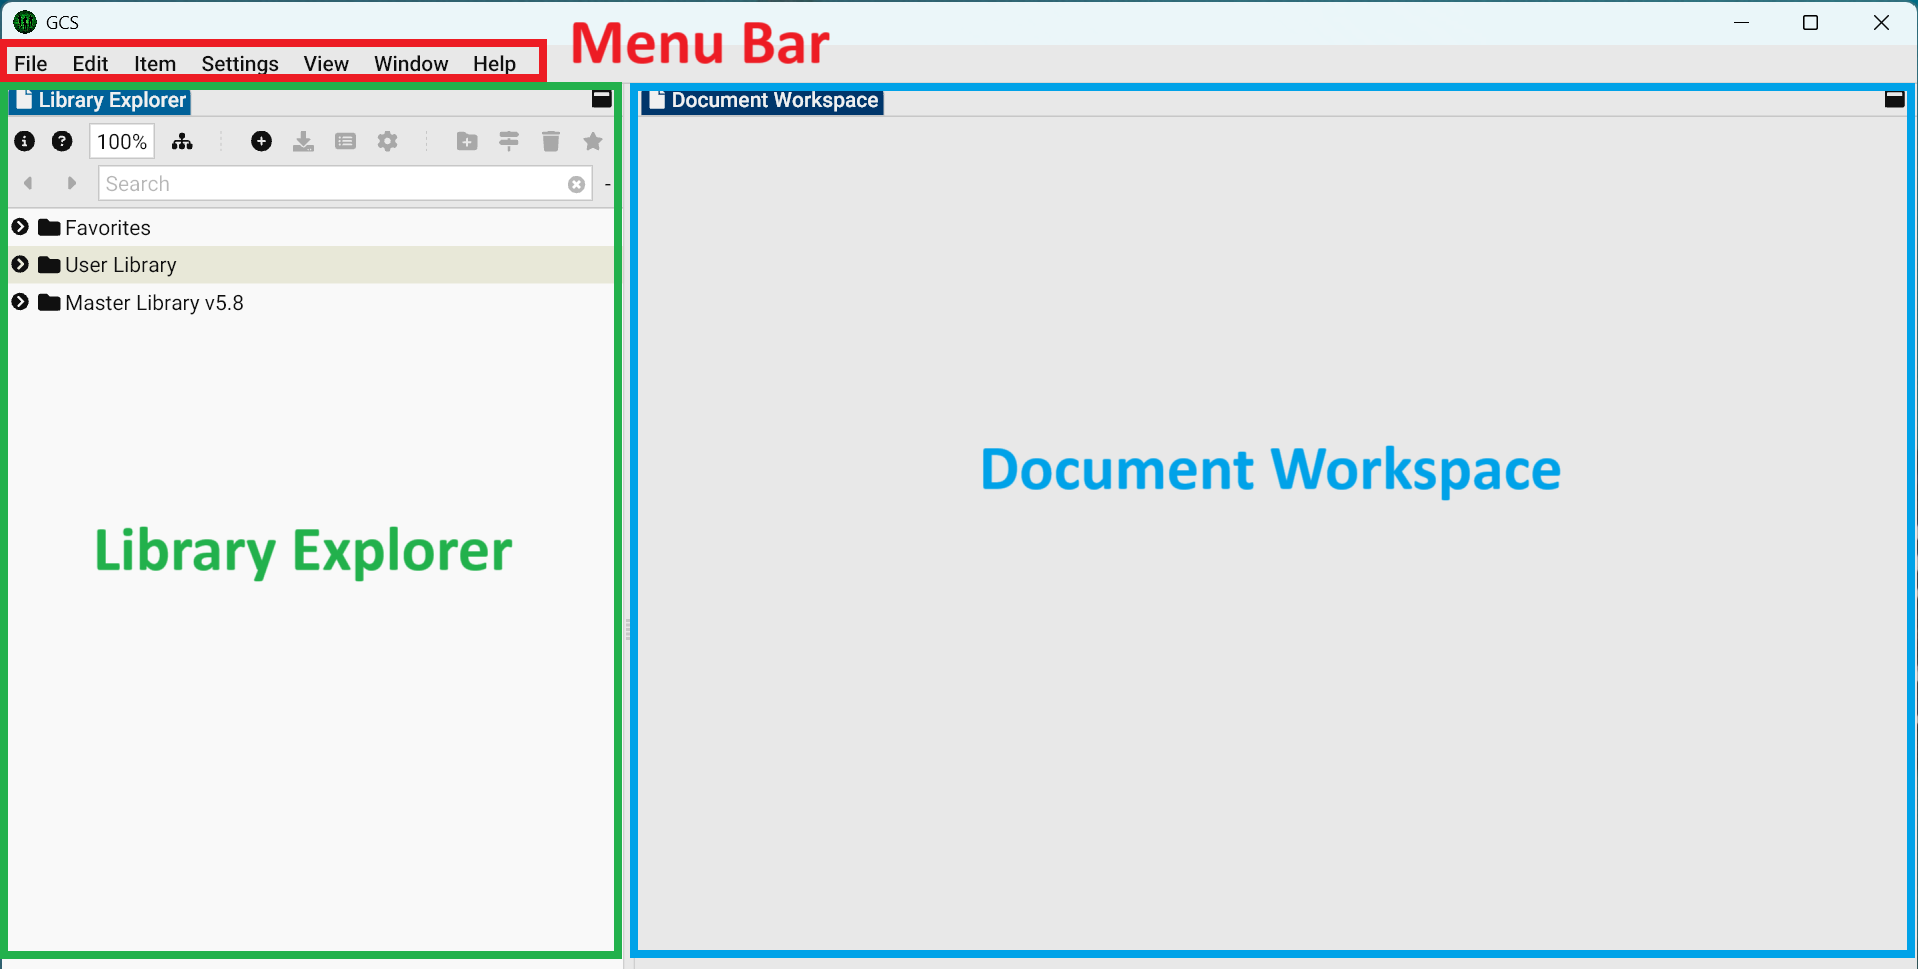 GCS
Menu Bar
File Edit Item Settings View Window Help
Library Explorer
Document Workspace
100%
Search
-
Favorites
User Library
Master Library v5.8
Document Workspace
Library Explorer